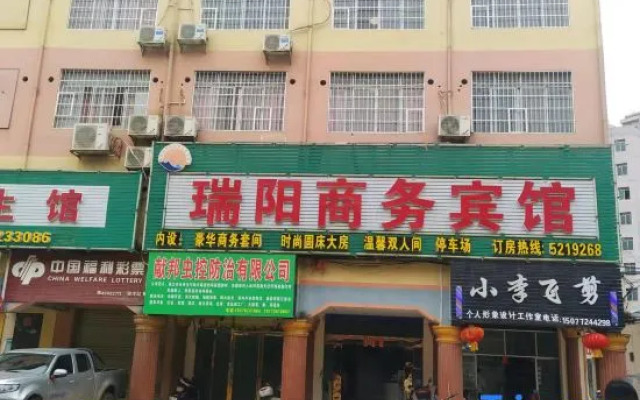 瑞阳商务宾馆
内设：豪华商务套间 时尚圆床大房 温馨双人间 停车场 订房热线：5219268
生馆
233086
中国福利彩票
CHINA WELFARE LOTTERY
威邦虫控防治有限公司
小李飞剪
个人形象设计工作室电话：15077244298